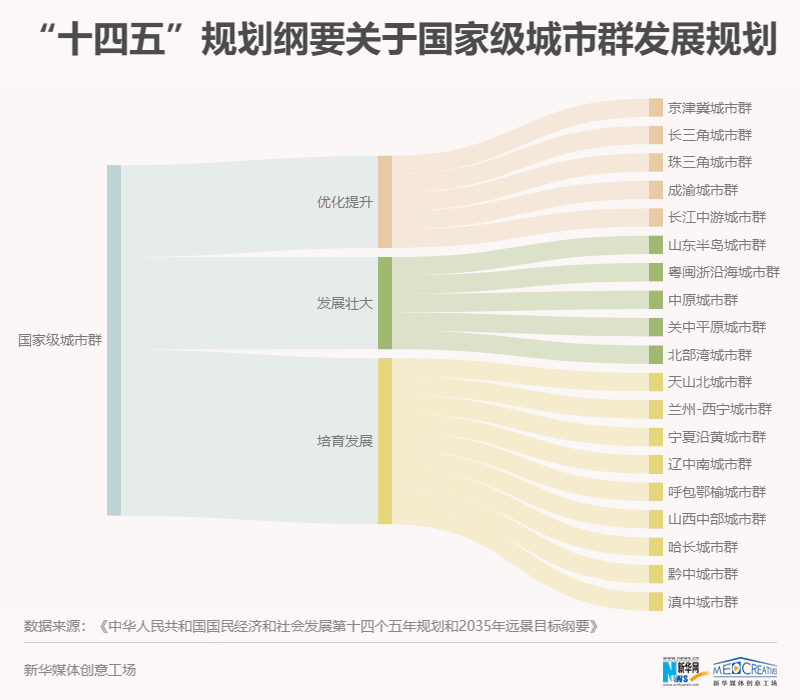 “十四五”规划纲要关于国家级城市群发展规划
国家级城市群
优化提升
发展壮大
培育发展
京津冀城市群
长三角城市群
珠三角城市群
成渝城市群
长江中游城市群
山东半岛城市群
粤闽浙沿海城市群
中原城市群
关中平原城市群
北部湾城市群
天山北城市群
兰州-西宁城市群
宁夏沿黄城市群
辽中南城市群
呼包鄂榆城市群
山西中部城市群
哈长城市群
黔中城市群
滇中城市群
数据来源：《中华人民共和国国民经济和社会发展第十四个五年规划和2035年远景目标纲要》
新华媒体创意工场
www.news.cn
新华网
News
www.xinhuanet.com
MEDCREATIVES
新华媒体创意工场